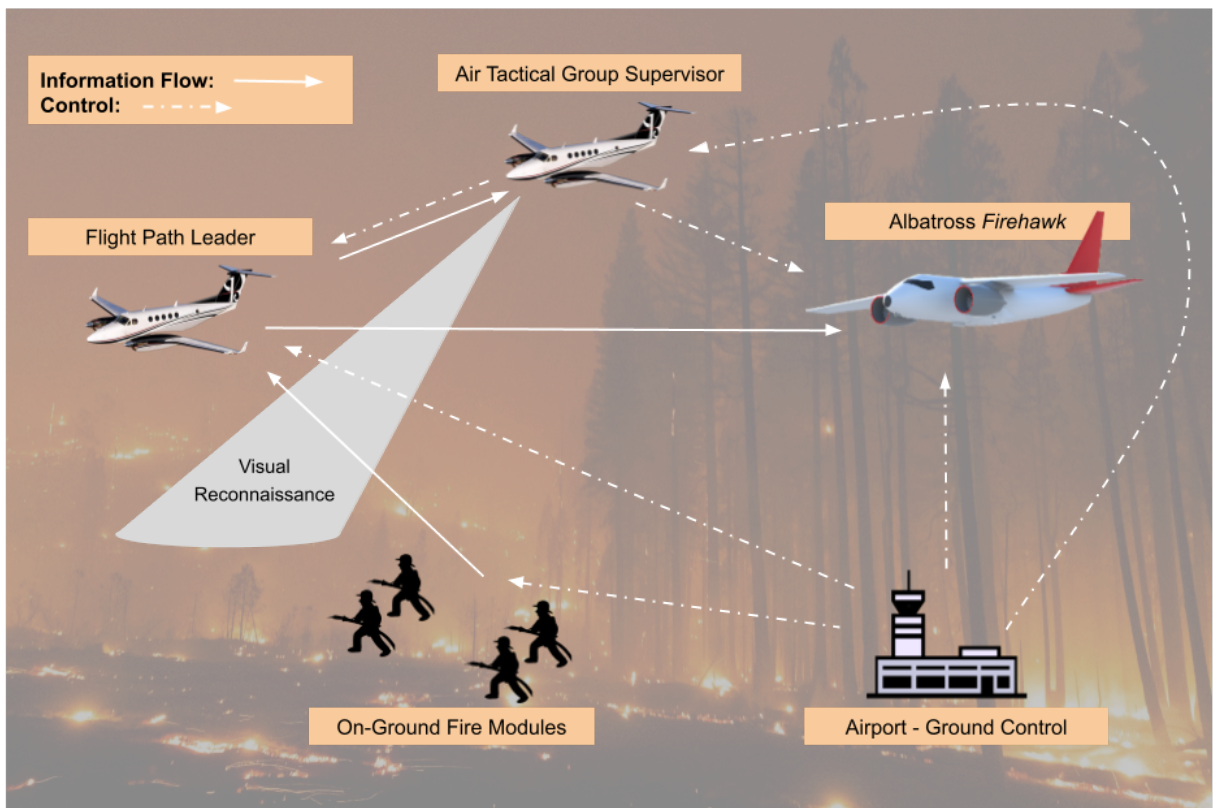 Information Flow:
Control:
Air Tactical Group Supervisor
Flight Path Leader
Albatross Firehawk
Visual
Reconnaissance
On-Ground Fire Modules
Airport - Ground Control